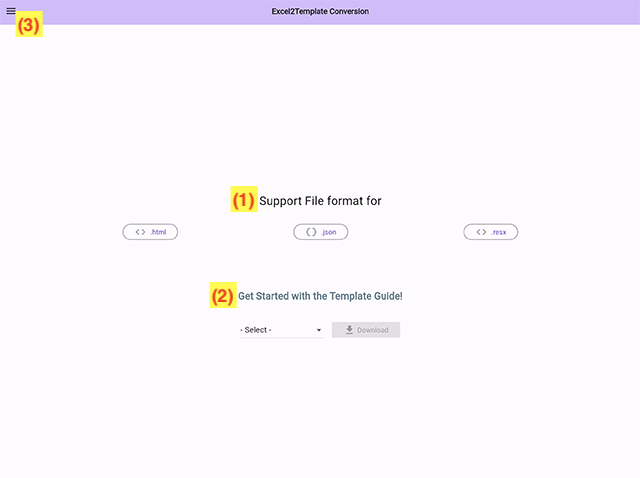 Excel2Template Conversion
(3)
(1) Support File format for
.html
.json
.resx
(2) Get Started with the Template Guide!
- Select -
Download